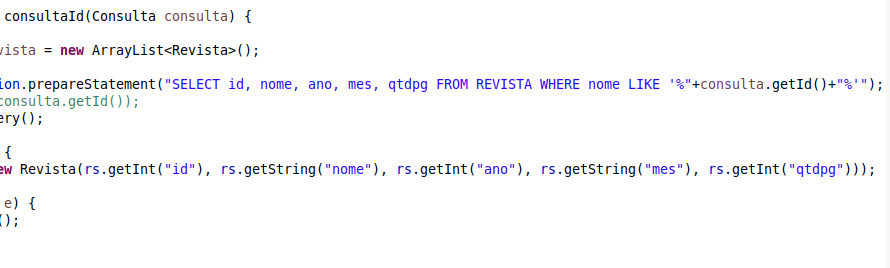 consultaId(Consulta consulta) {
vista = new ArrayList<Revista>();
ion.prepareStatement("SELECT id, nome, ano, mes, qtdpg FROM REVISTA WHERE nome LIKE '%"+consulta.getId()+"%'");
consulta.getId());
ery();
{
ew Revista(rs.getInt("id"), rs.getString("nome"), rs.getInt("ano"), rs.getString("mes"), rs.getInt("qtdpg")));
e) {
();